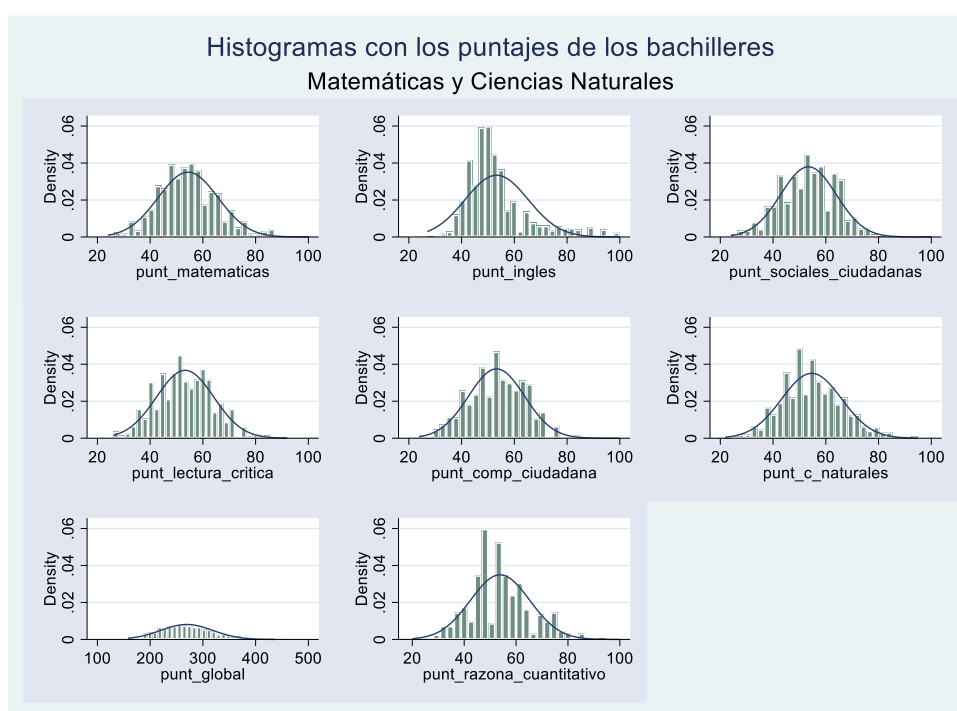 Histogramas con los puntajes de los bachilleres
Matemáticas y Ciencias Naturales
Density
0 .02 .04 .06
20 40 60 80 100
punt_matematicas
Density
0 .02 .04 .06
20 40 60 80 100
punt_ingles
Density
0 .02 .04 .06
20 40 60 80 100
punt_sociales_ciudadanas
Density
0 .02 .04 .06
20 40 60 80 100
punt_lectura_critica
Density
0 .02 .04 .06
20 40 60 80 100
punt_comp_ciudadana
Density
0 .02 .04 .06
20 40 60 80 100
punt_c_naturales
Density
0 .02 .04 .06
100 200 300 400 500
punt_global
Density
0 .02 .04 .06
20 40 60 80 100
punt_razona_cuantitativo